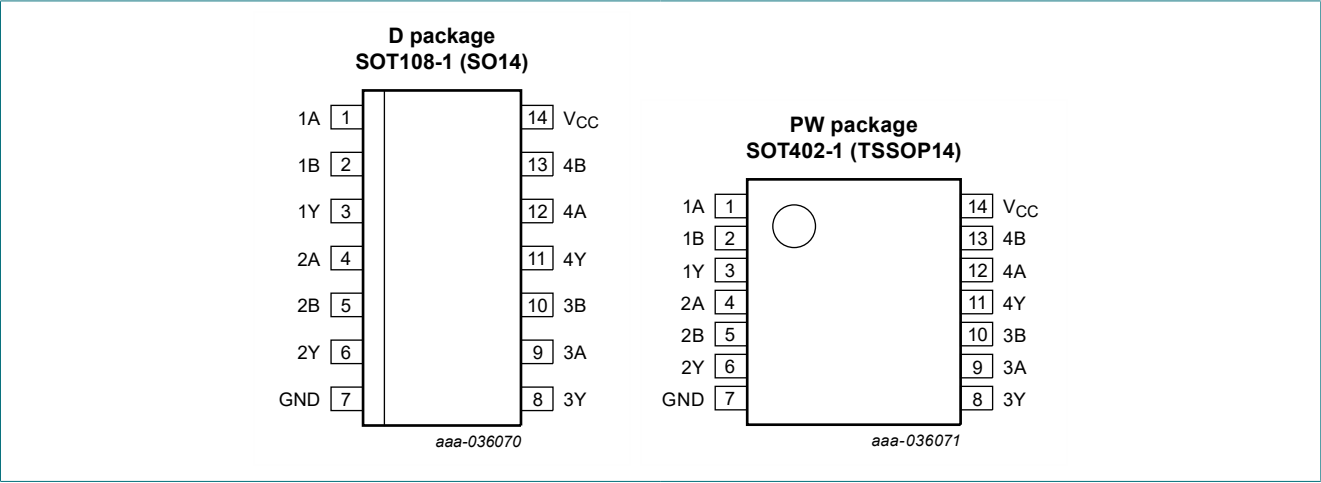 D package
SOT108-1 (SO14)
1A 1 14 VCC
1B 2 13 4B
1Y 3 12 4A
2A 4 11 4Y
2B 5 10 3B
2Y 6 9 3A
GND 7 8 3Y
aaa-036070
PW package
SOT402-1 (TSSOP14)
1A 1 14 VCC
1B 2 13 4B
1Y 3 12 4A
2A 4 11 4Y
2B 5 10 3B
2Y 6 9 3A
GND 7 8 3Y
aaa-036071